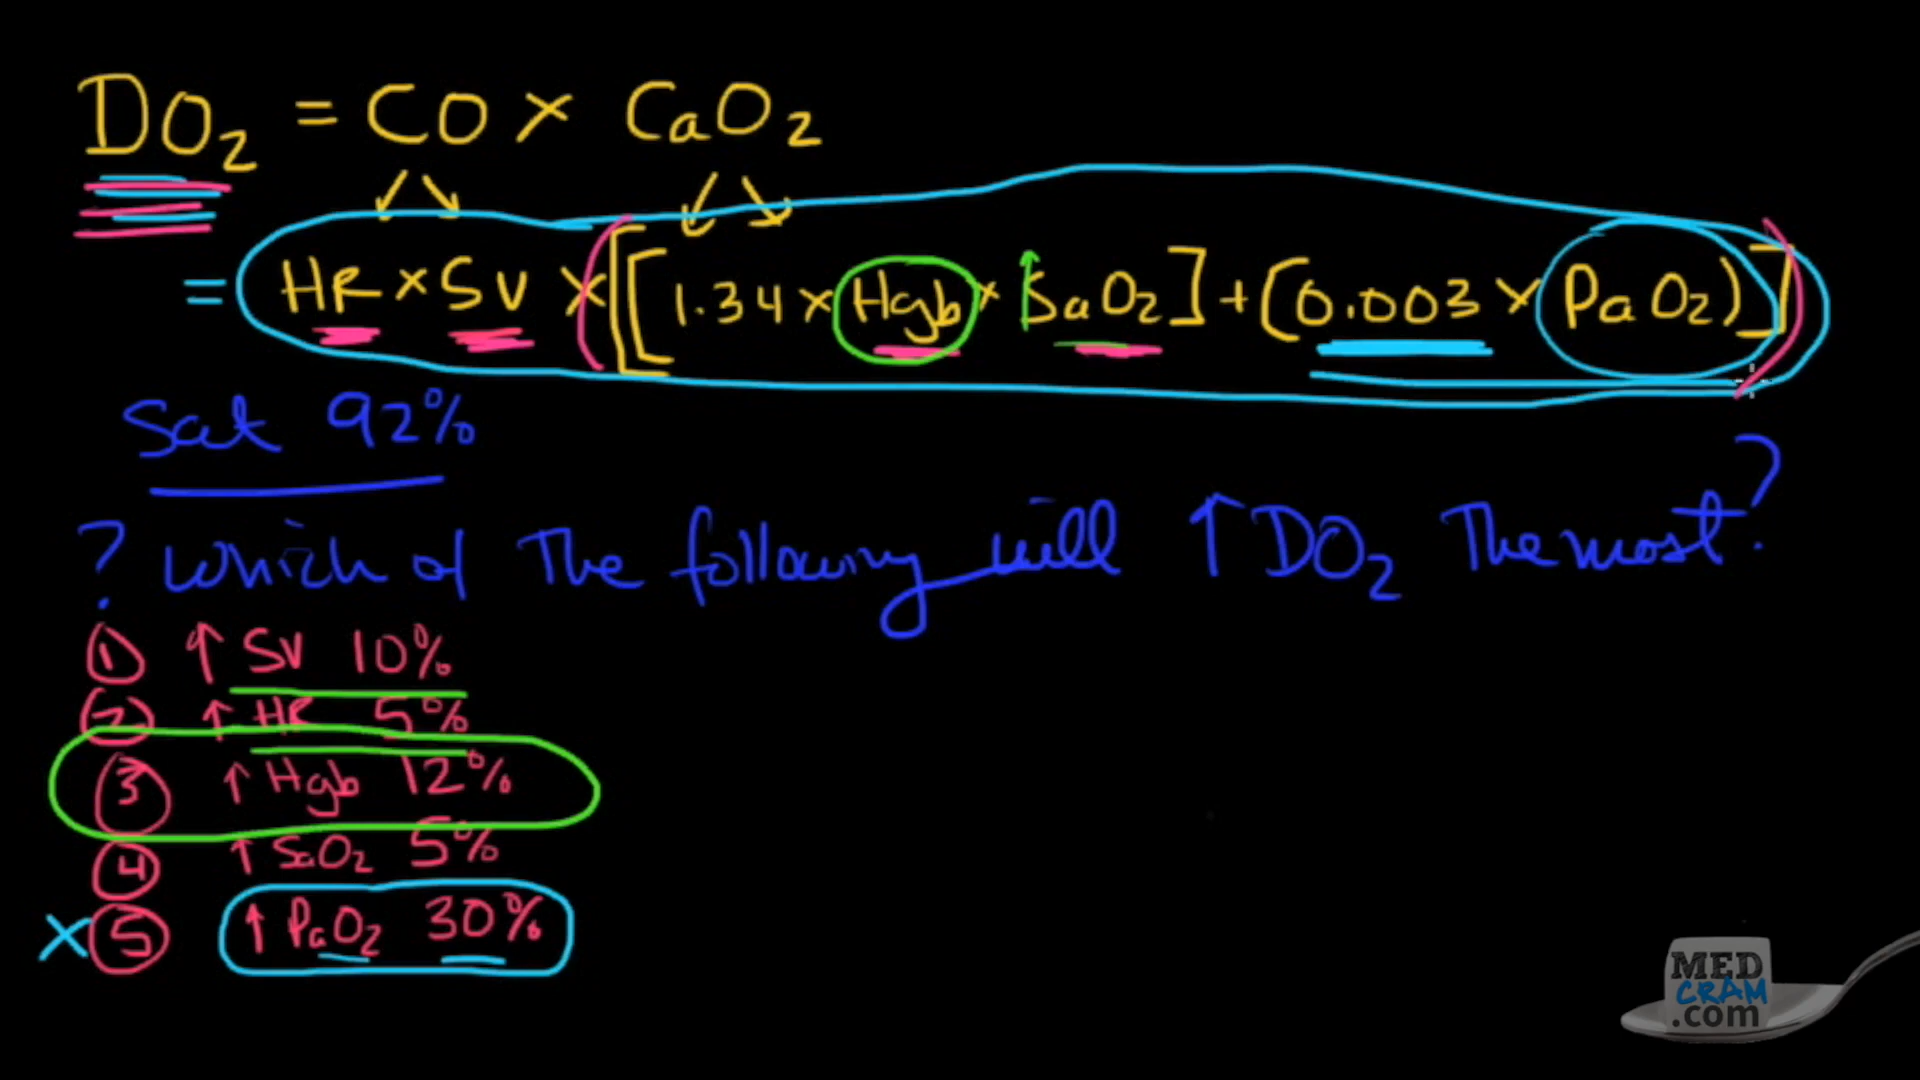 DO₂ = CO × CaO₂
= HR × SV × [[1.34 × Hgb × SaO₂] + (0.003 × PaO₂)]
Sat 92%
? Which of The following will ↑ DO₂ The most?
① ↑ SV 10%
② ↑ HR 5%
③ ↑ Hgb 12%
④ ↑ SaO₂ 5%
X ⑤ ↑ PaO₂ 30%
MED
CRAM
.com